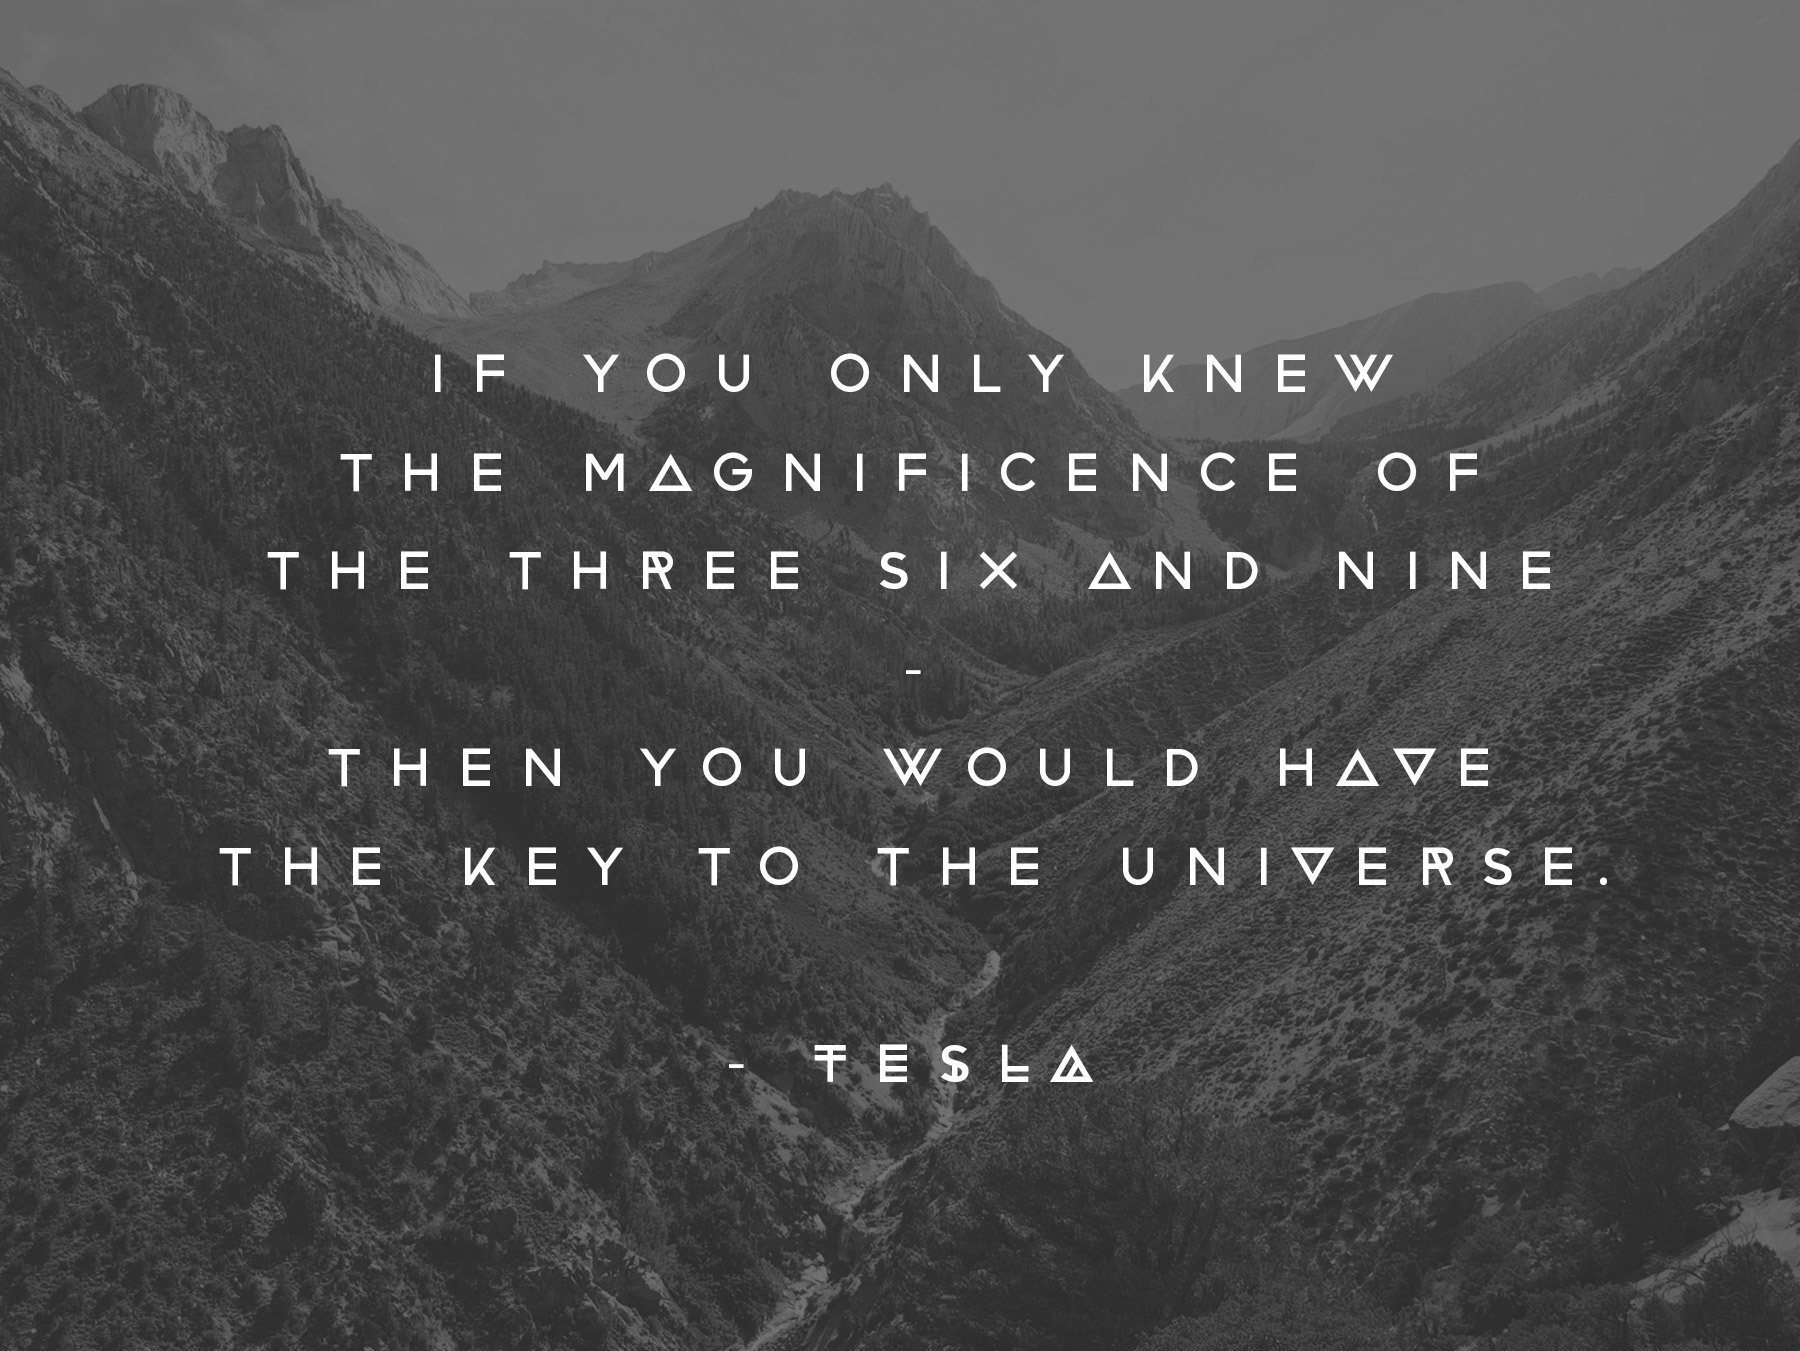 IF YOU ONLY KNEW
THE MAGNIFICENCE OF
THE THREE SIX AND NINE
-
THEN YOU WOULD HAVE
THE KEY TO THE UNIVERSE.
- TESLA